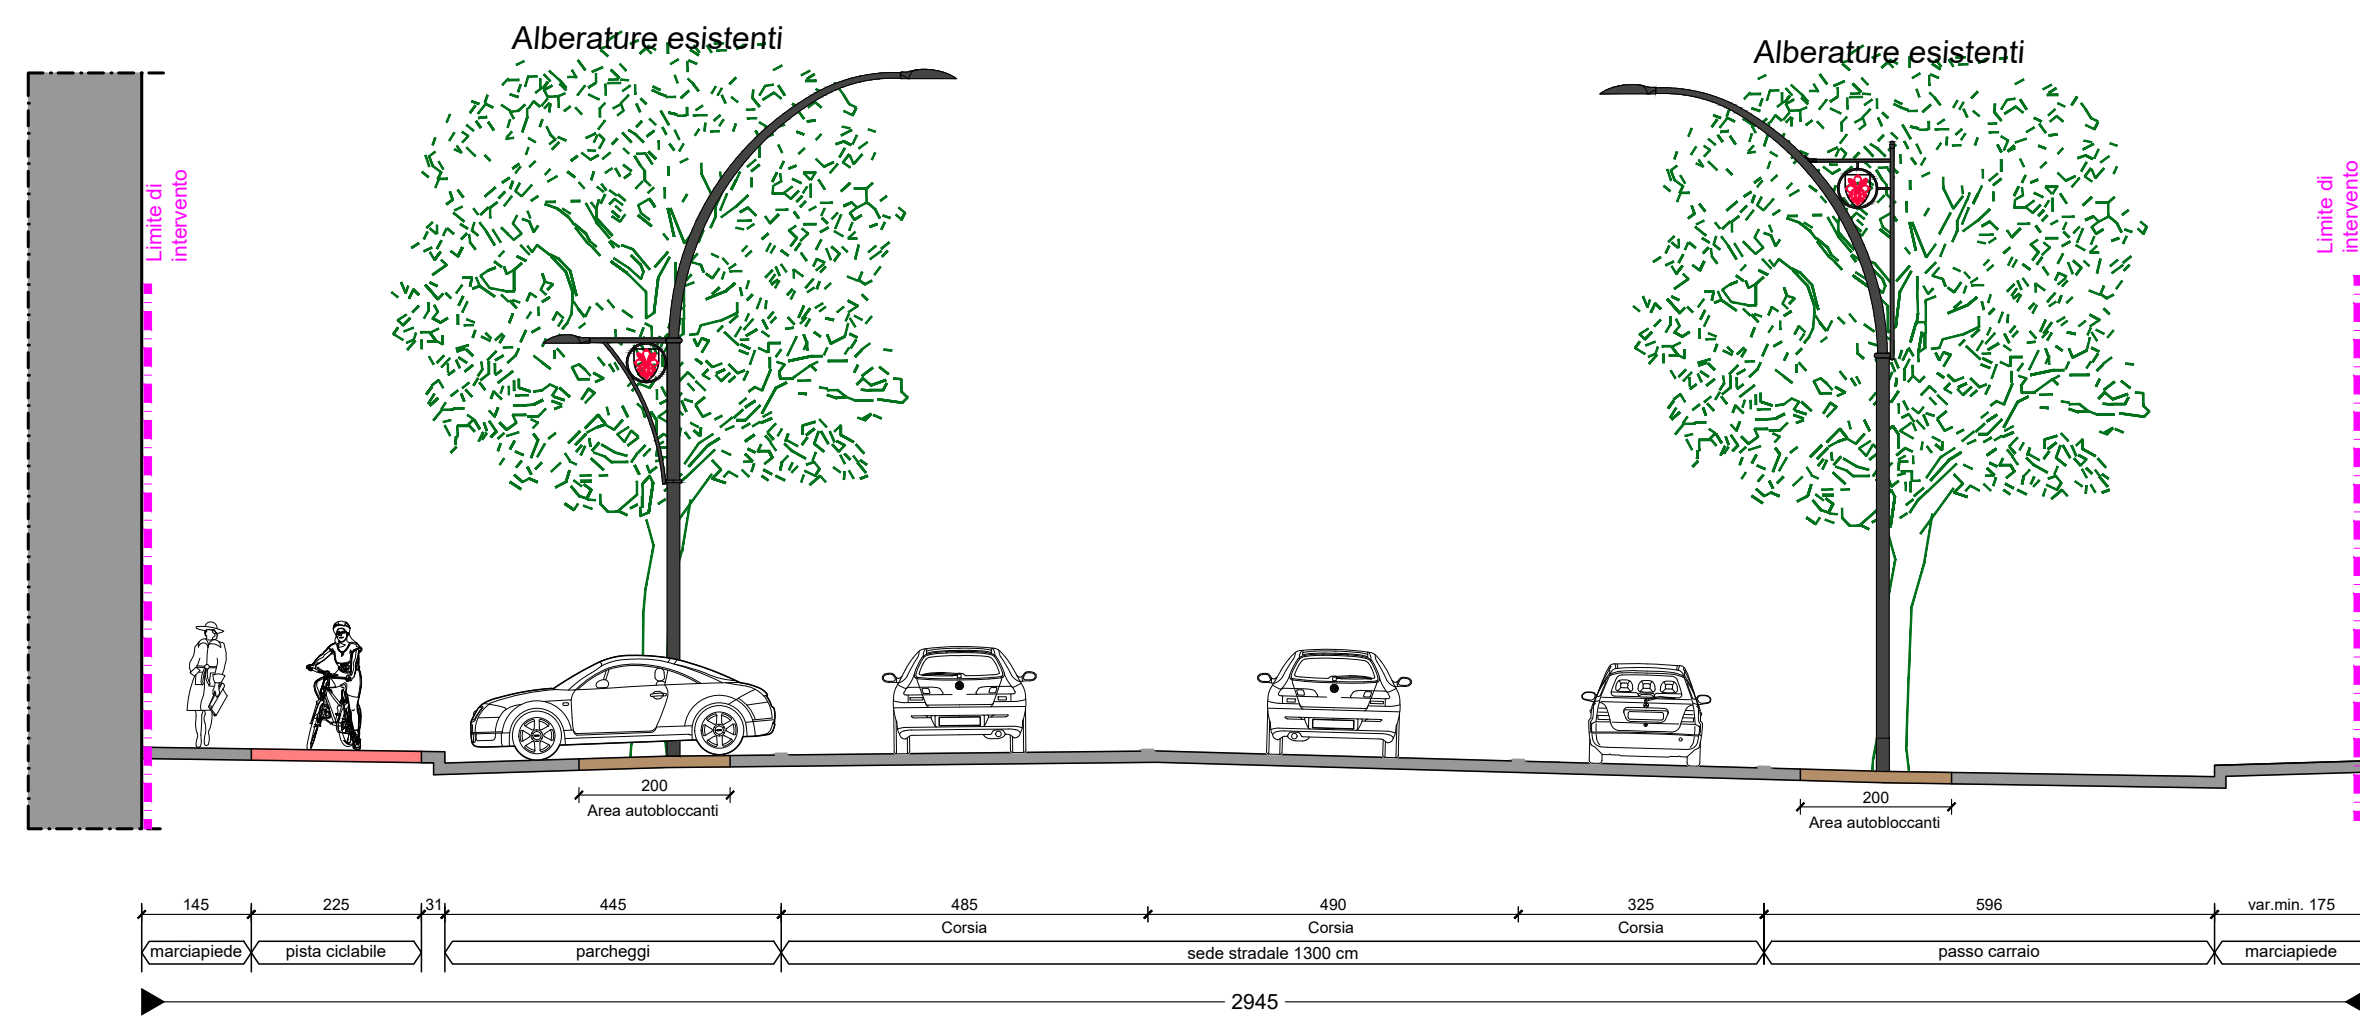 Alberature esistenti
Alberature esistenti
Limite di
intervento
Limite di
intervento
200
Area autobloccanti
200
Area autobloccanti
145
225
31
445
485
490
325
596
var.min. 175
Corsia
Corsia
Corsia
marciapiede
pista ciclabile
parcheggi
sede stradale 1300 cm
passo carraio
marciapiede
2945